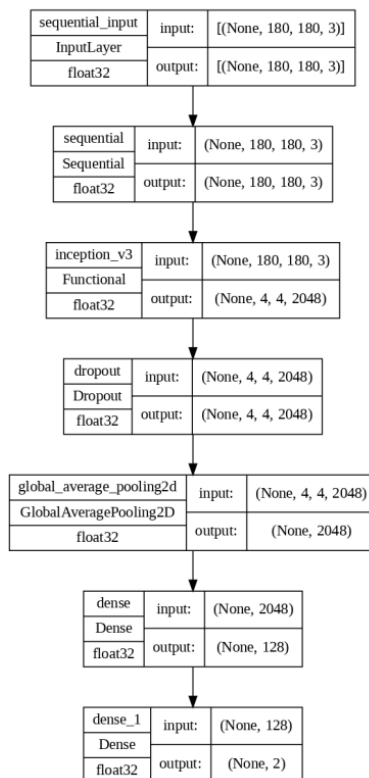 sequential_input
InputLayer
float32
input:
[(None, 180, 180, 3)]
output:
[(None, 180, 180, 3)]
sequential
Sequential
float32
input:
(None, 180, 180, 3)
output:
(None, 180, 180, 3)
inception_v3
Functional
float32
input:
(None, 180, 180, 3)
output:
(None, 4, 4, 2048)
dropout
Dropout
float32
input:
(None, 4, 4, 2048)
output:
(None, 4, 4, 2048)
global_average_pooling2d
GlobalAveragePooling2D
float32
input:
(None, 4, 4, 2048)
output:
(None, 2048)
dense
Dense
float32
input:
(None, 2048)
output:
(None, 128)
dense_1
Dense
float32
input:
(None, 128)
output:
(None, 2)